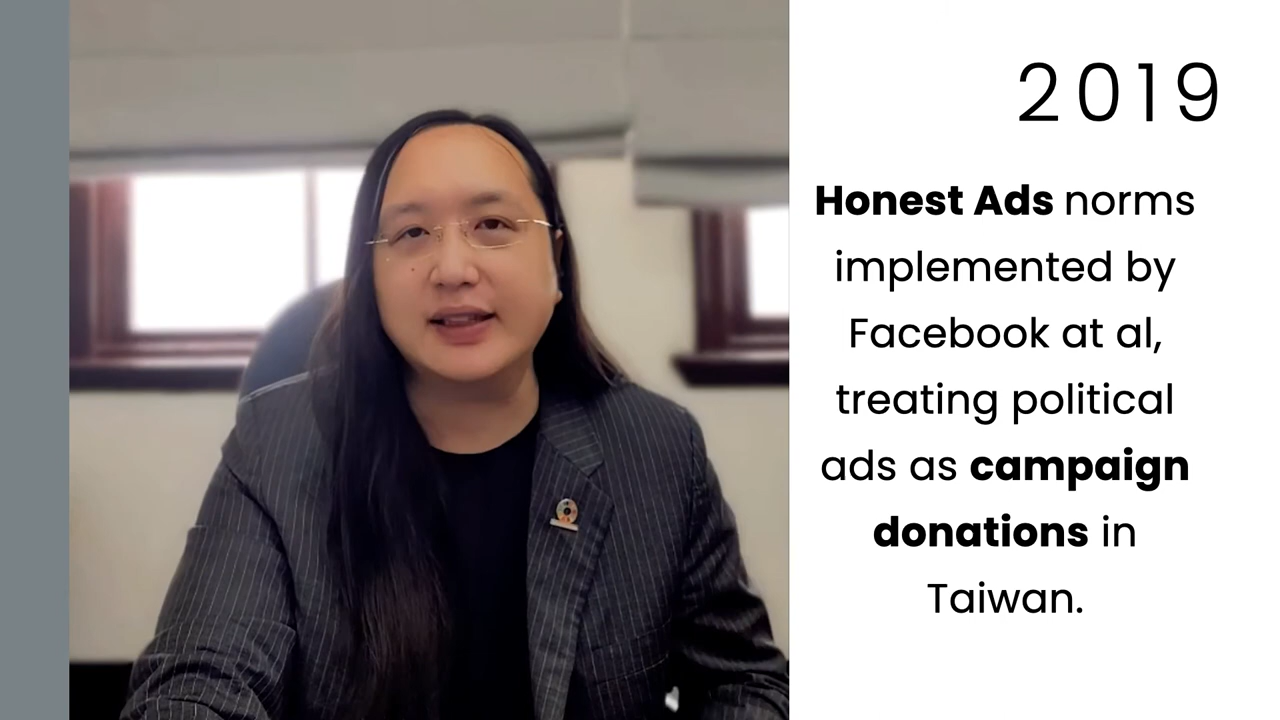 2019
Honest Ads norms
implemented by
Facebook at al,
treating political
ads as campaign
donations in
Taiwan.